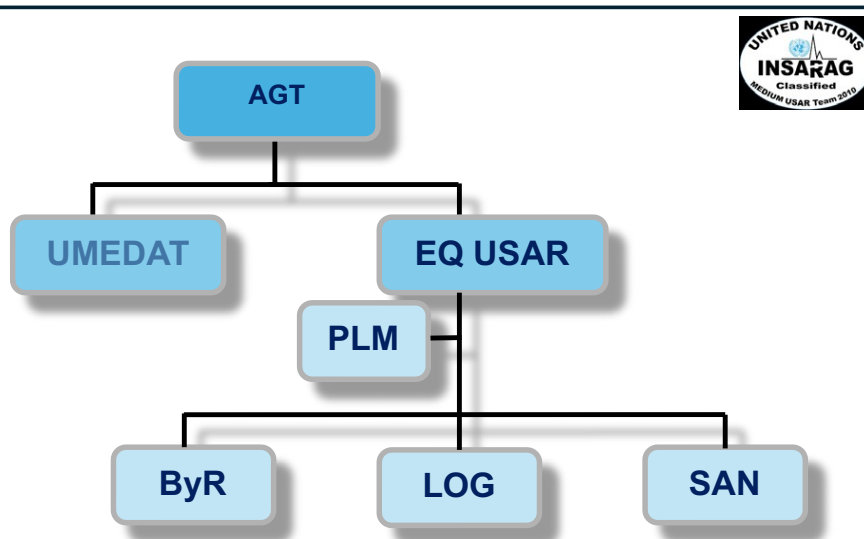 UNITED NATIONS
INSARAG
Classified
MEDIUM USAR Team 2010
AGT
UMEDAT
EQ USAR
PLM
ByR
LOG
SAN